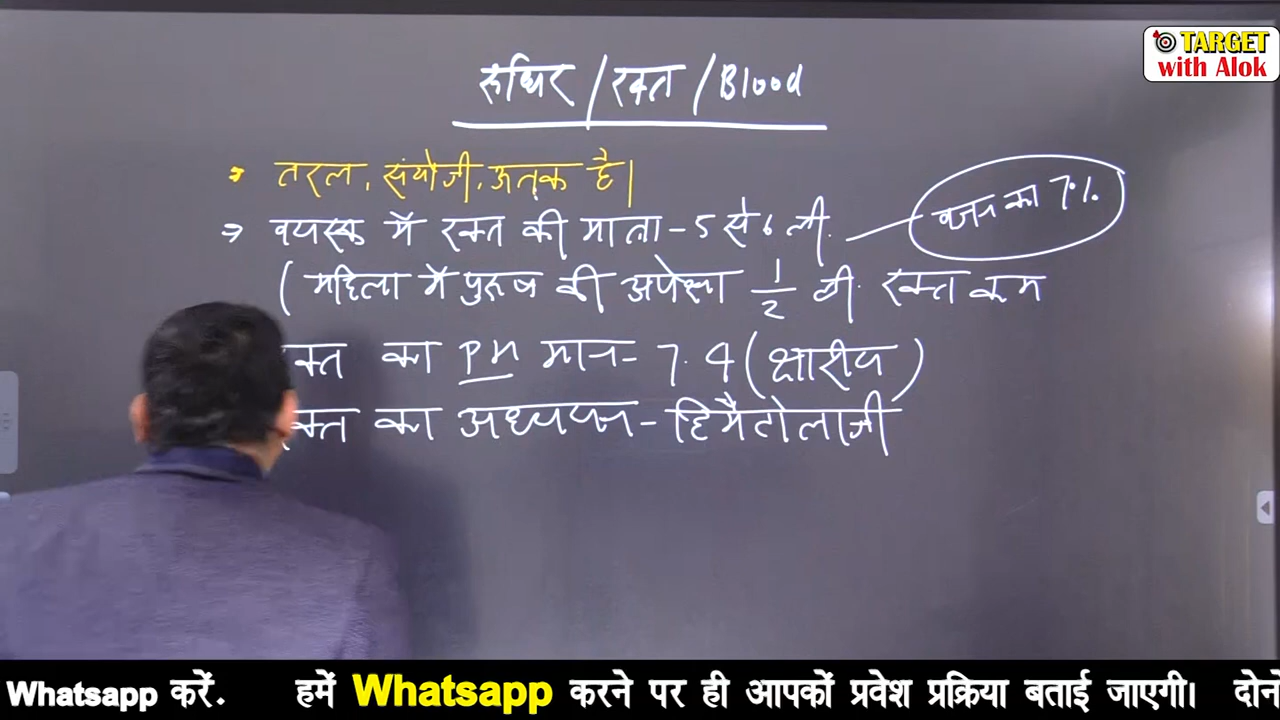 TARGET
with Alok
रुधिर / रक्त / Blood
तरल, संयोजी, ऊतक है।
→ वयस्क में रक्त की मात्रा - 5 से 6 ली. — वजन का 7%
( महिला में पुरुष की अपेक्षा 1/2 ली. रक्त कम
क्त का PH मान - 7.4 (क्षारीय)
क्त का अध्ययन - हिमैटोलाजी
Whatsapp करें. हमें Whatsapp करने पर ही आपकों प्रवेश प्रक्रिया बताई जाएगी। दोनो